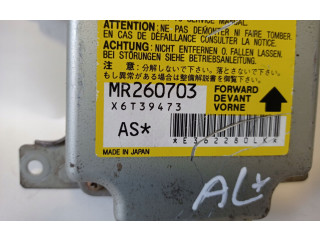 SERVICE MANUAL.
ATTENTION: NE PAS DEMONTER NI FAIRE TOMBER.
EN CAS DE DEFAILLANCE CONSULTER LA NOTICE
ACHTUNG: NICHT ENTFERNEN O. FALLEN LASSEN.
BEI STÖRUNGEN SIEHE BETRIEBSANLEITUNG.
注 意: 分解しないで下さい。落とさないで下さい。
もし異常がある場合は整備解説書を御覧下さい。
MR260703 FORWARD
X6T39473 DEVANT
VORNE
AS*
*E362280LK*
MADE IN JAPAN
AL*